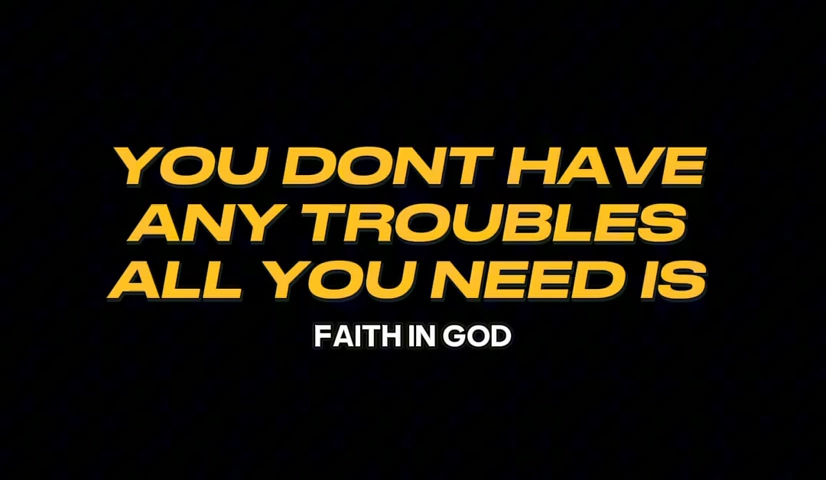 YOU DONT HAVE
ANY TROUBLES
ALL YOU NEED IS
FAITH IN GOD